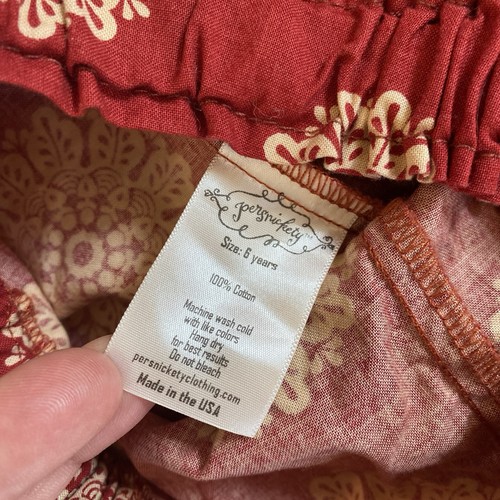 persnickety
Size: 6 years
100% Cotton
Machine wash cold
with like colors
Hang dry
for best results
Do not bleach
persnicketyclothing.com
Made in the USA